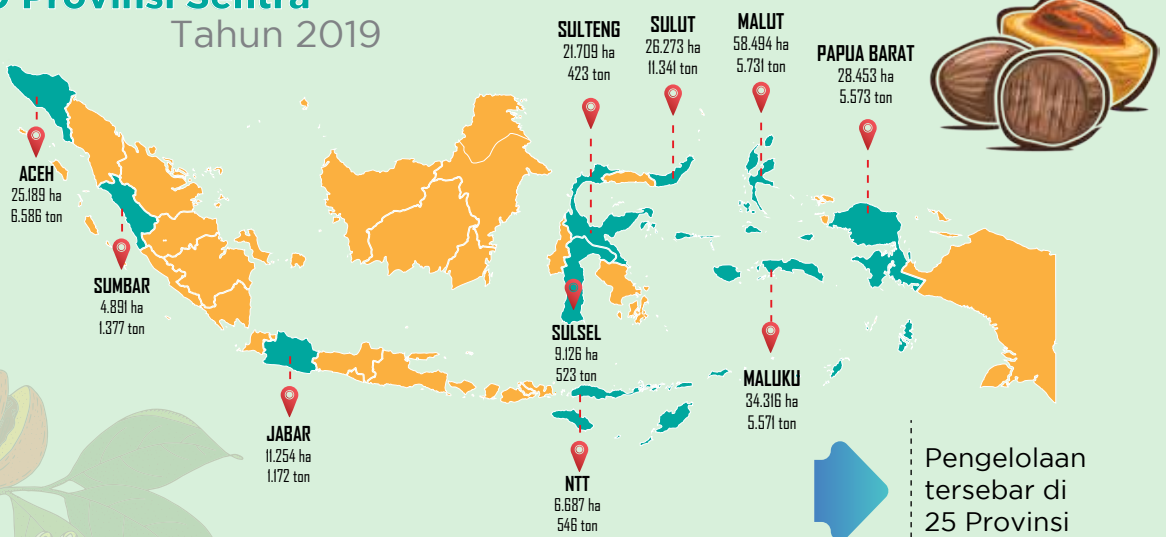 Provinsi Sentra
Tahun 2019
SULTENG
21.709 ha
423 ton
SULUT
26.273 ha
11.341 ton
MALUT
58.494 ha
5.731 ton
PAPUA BARAT
28.453 ha
5.573 ton
ACEH
25.189 ha
6.586 ton
SUMBAR
4.891 ha
1.377 ton
JABAR
11.254 ha
1.172 ton
SULSEL
9.126 ha
523 ton
NTT
6.687 ha
546 ton
MALUKU
34.316 ha
5.571 ton
Pengelolaan
tersebar di
25 Provinsi